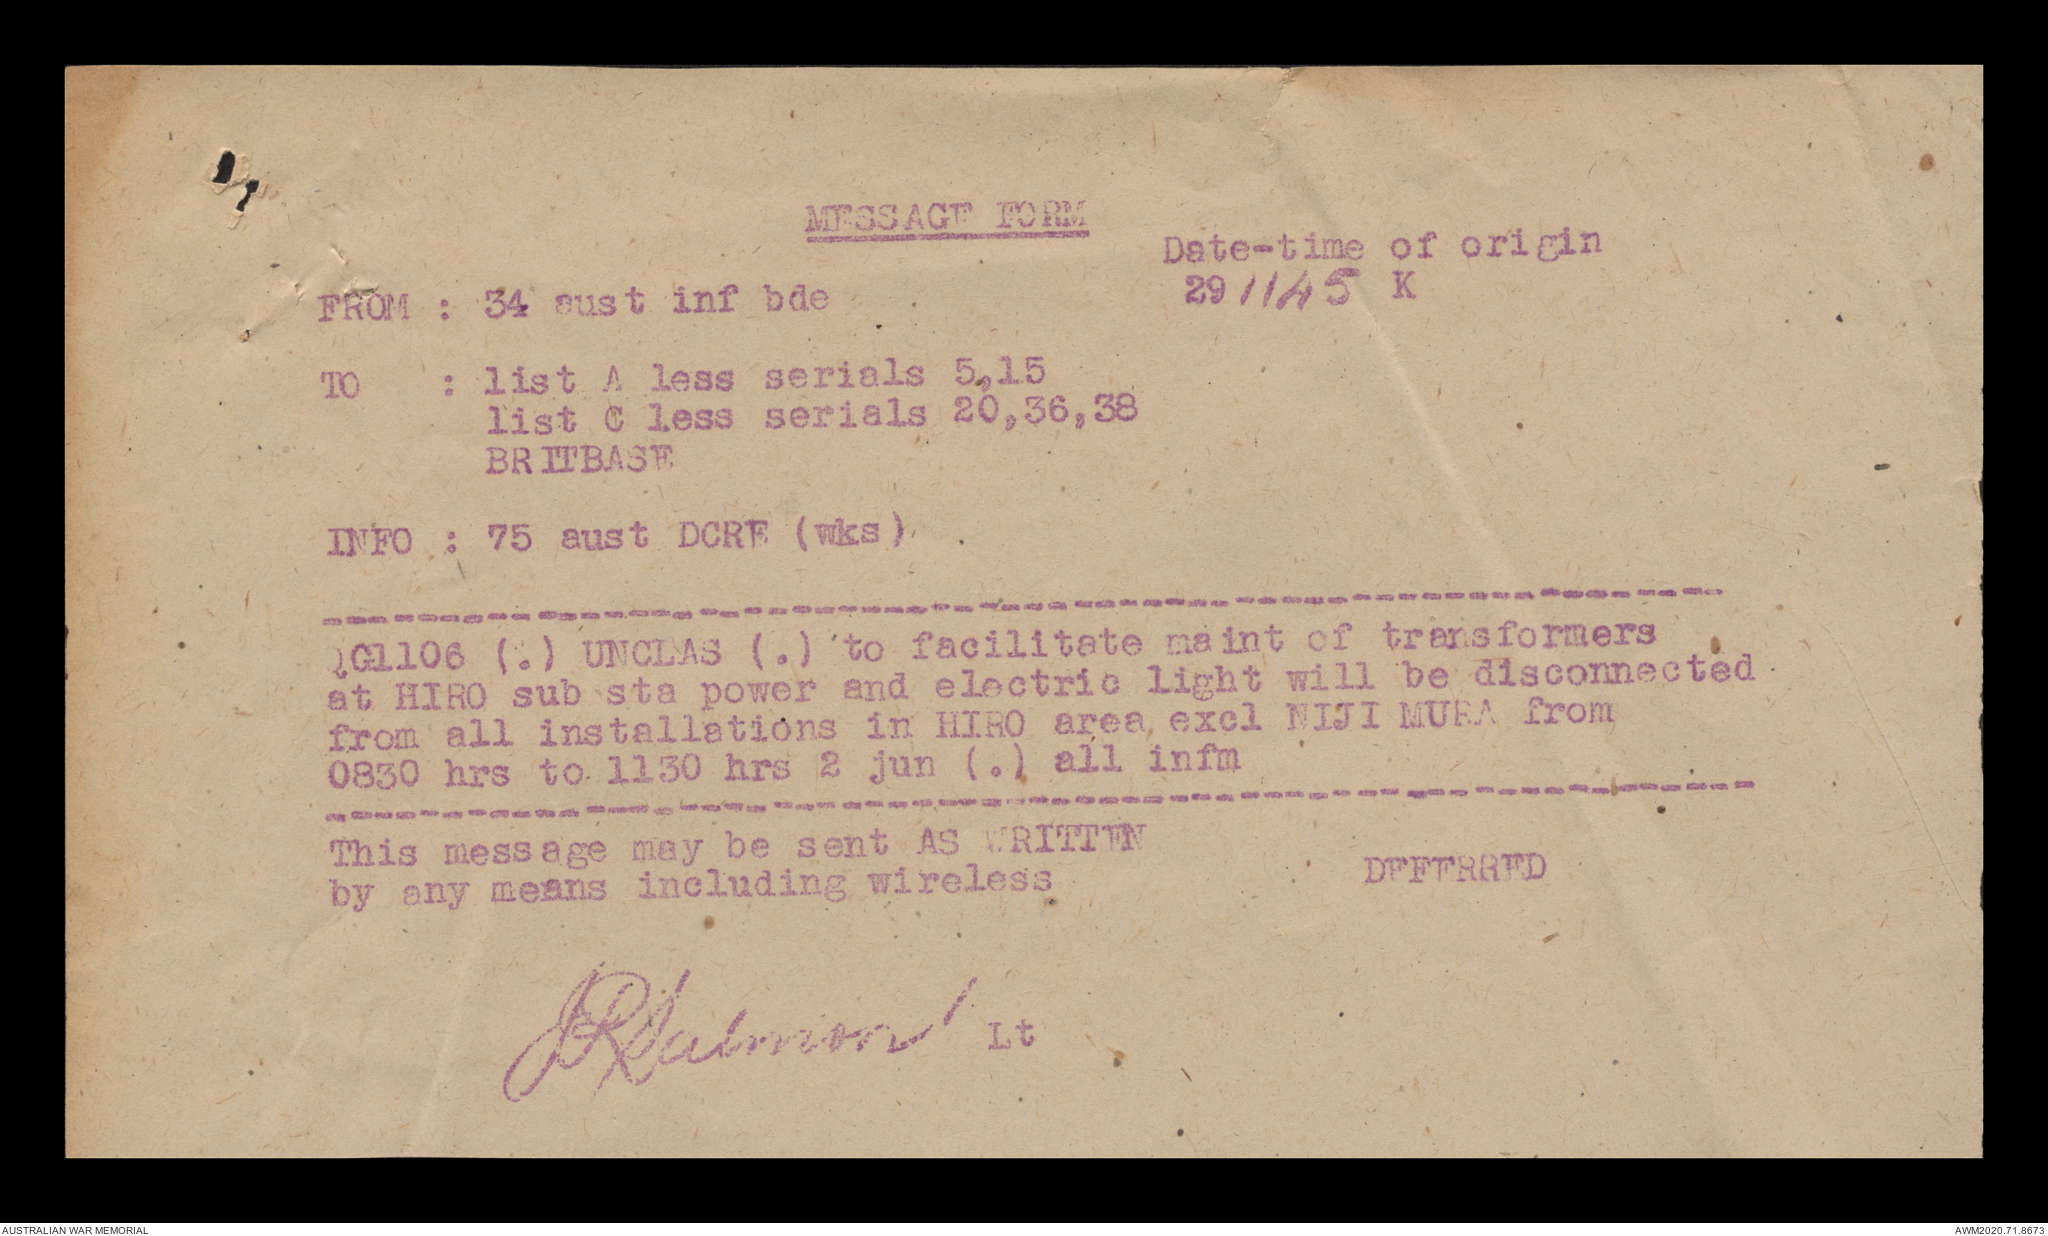 MESSAGE FORM
Date-time of origin
291145 K
FROM : 34 aust inf bde
TO : list A less serials 5,15
list C less serials 20,36,38
BRITBASE
INFO : 75 aust DCRE (wks)
QG1106 (.) UNCLAS (.) to facilitate maint of transformers
at HIRO sub sta power and electric light will be disconnected
from all installations in HIRO area excl NIJI MURA from
0830 hrs to 1130 hrs 2 jun (.) all infm
This message may be sent AS WRITTEN
by any means including wireless
DEFERRED
Salmon Lt
AUSTRALIAN WAR MEMORIAL
AWM2020.71.8673